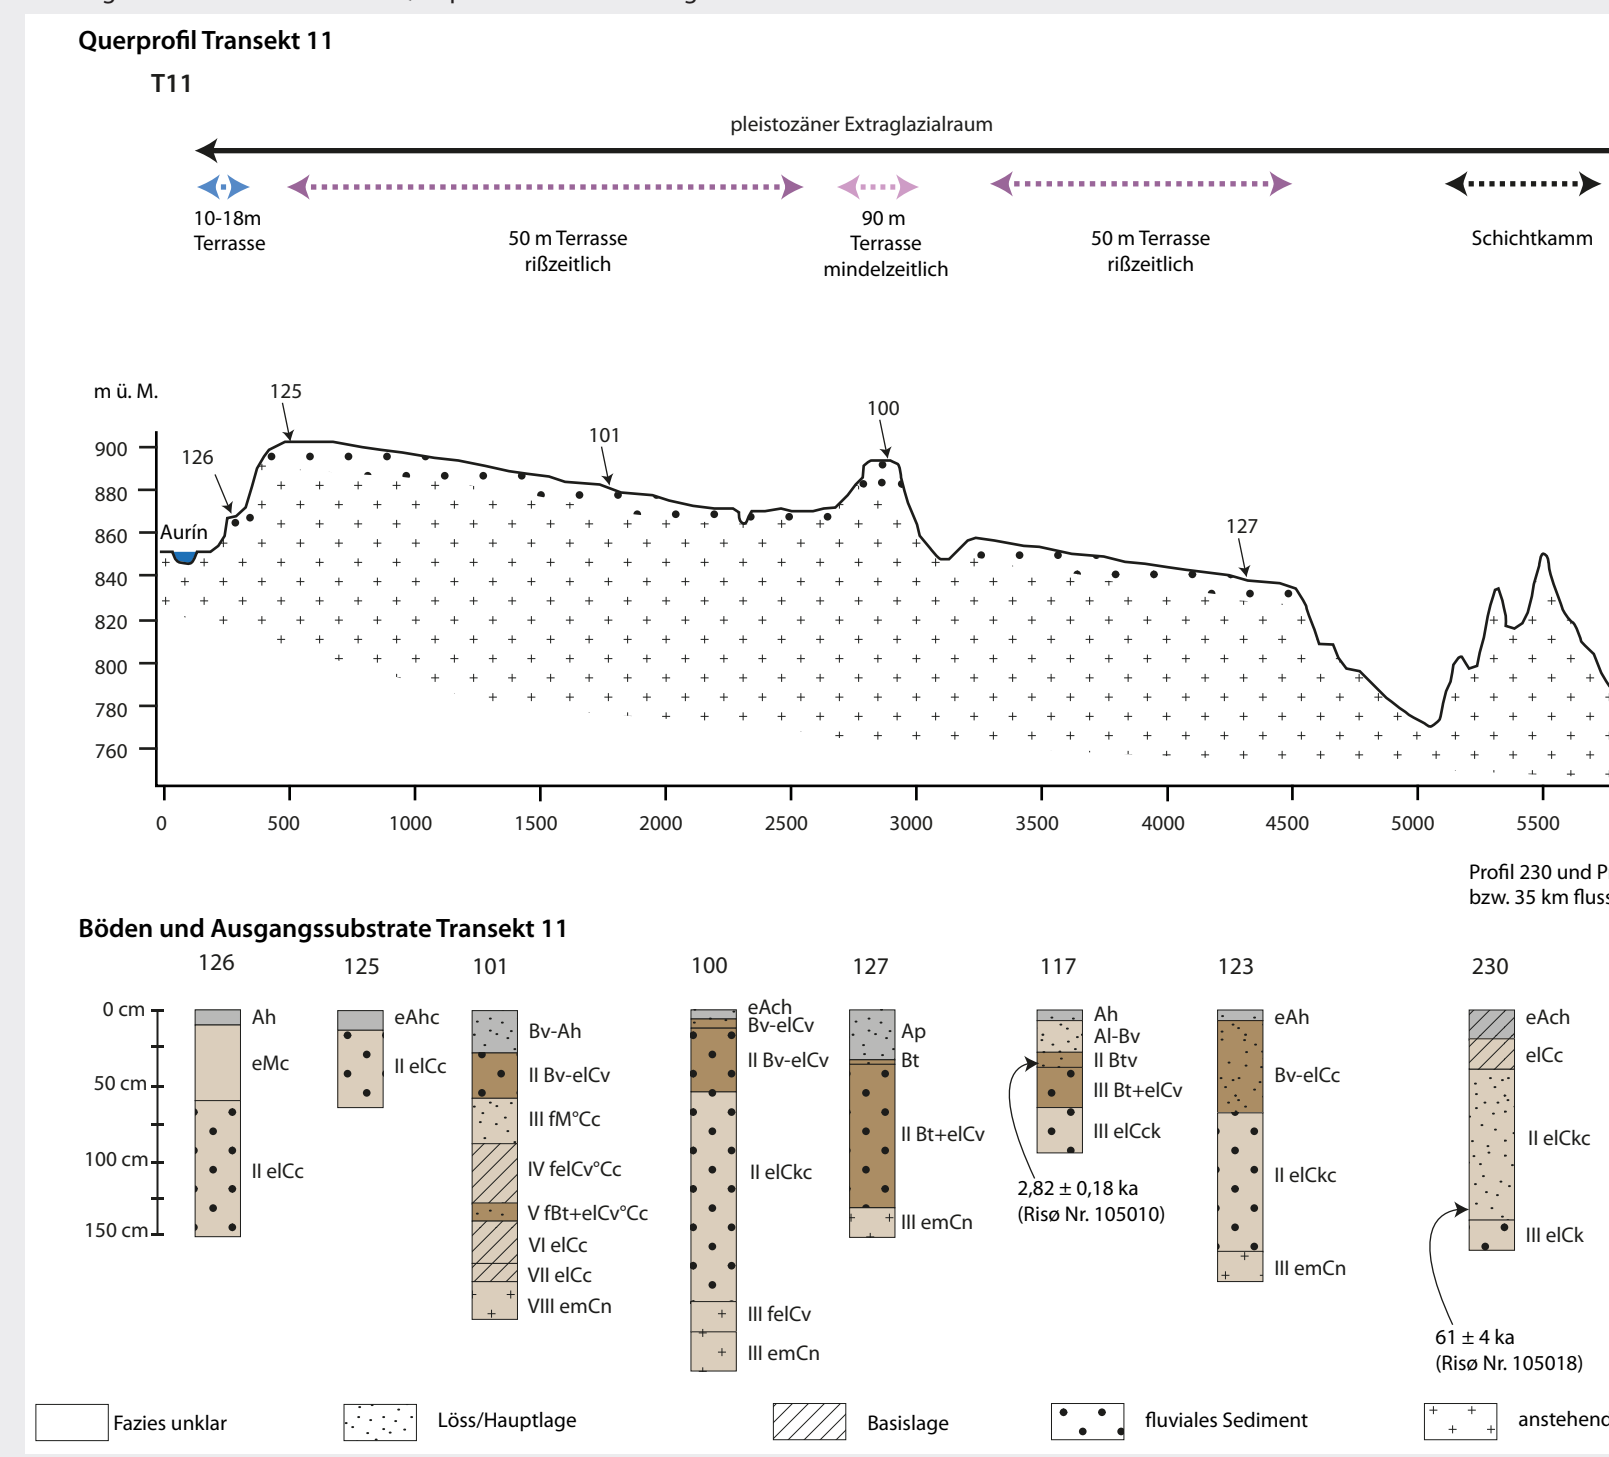 Querprofil Transekt 11
T11
pleistozäner Extraglazialraum
10-18m
Terrasse
50 m Terrasse
rißzeitlich
90 m
Terrasse
mindelzeitlich
50 m Terrasse
rißzeitlich
Schichtkamm
m ü. M.
125
100
101
126
127
Aurín
900
880
860
840
820
800
780
760
0 500 1000 1500 2000 2500 3000 3500 4000 4500 5000 5500
Profil 230 und P
bzw. 35 km fluss
Böden und Ausgangssubstrate Transekt 11
126 125 101 100 127 117 123 230
0 cm
50 cm
100 cm
150 cm
Ah
eMc
II elCc
eAhc
II elCc
Bv-Ah
II Bv-elCv
III fM°Cc
IV felCv°Cc
V fBt+elCv°Cc
VI elCc
VII elCc
VIII emCn
eAch
Bv-elCv
II Bv-elCv
II elCkc
III felCv
III emCn
Ap
Bt
II Bt+elCv
III emCn
Ah
Al-Bv
II Btv
III Bt+elCv
III elCck
2,82 ± 0,18 ka
(Risø Nr. 105010)
eAh
Bv-elCc
II elCkc
III emCn
eAch
elCc
II elCkc
III elCk
61 ± 4 ka
(Risø Nr. 105018)
Fazies unklar
Löss/Hauptlage
Basislage
fluviales Sediment
anstehend